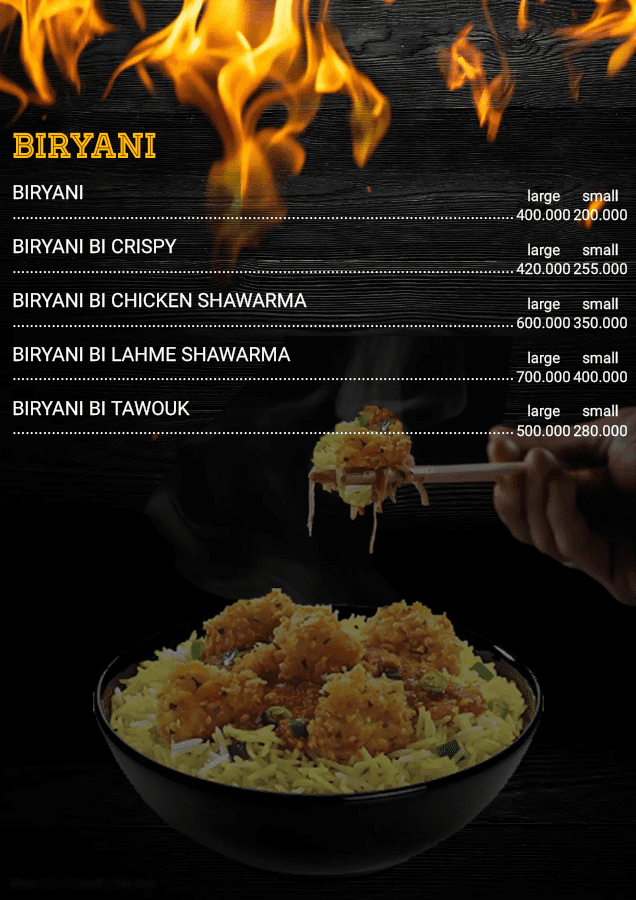 BIRYANI
BIRYANI
large small
400.000 200.000
BIRYANI BI CRISPY
large small
420.000 255.000
BIRYANI BI CHICKEN SHAWARMA
large small
600.000 350.000
BIRYANI BI LAHME SHAWARMA
large small
700.000 400.000
BIRYANI BI TAWOUK
large small
500.000 280.000